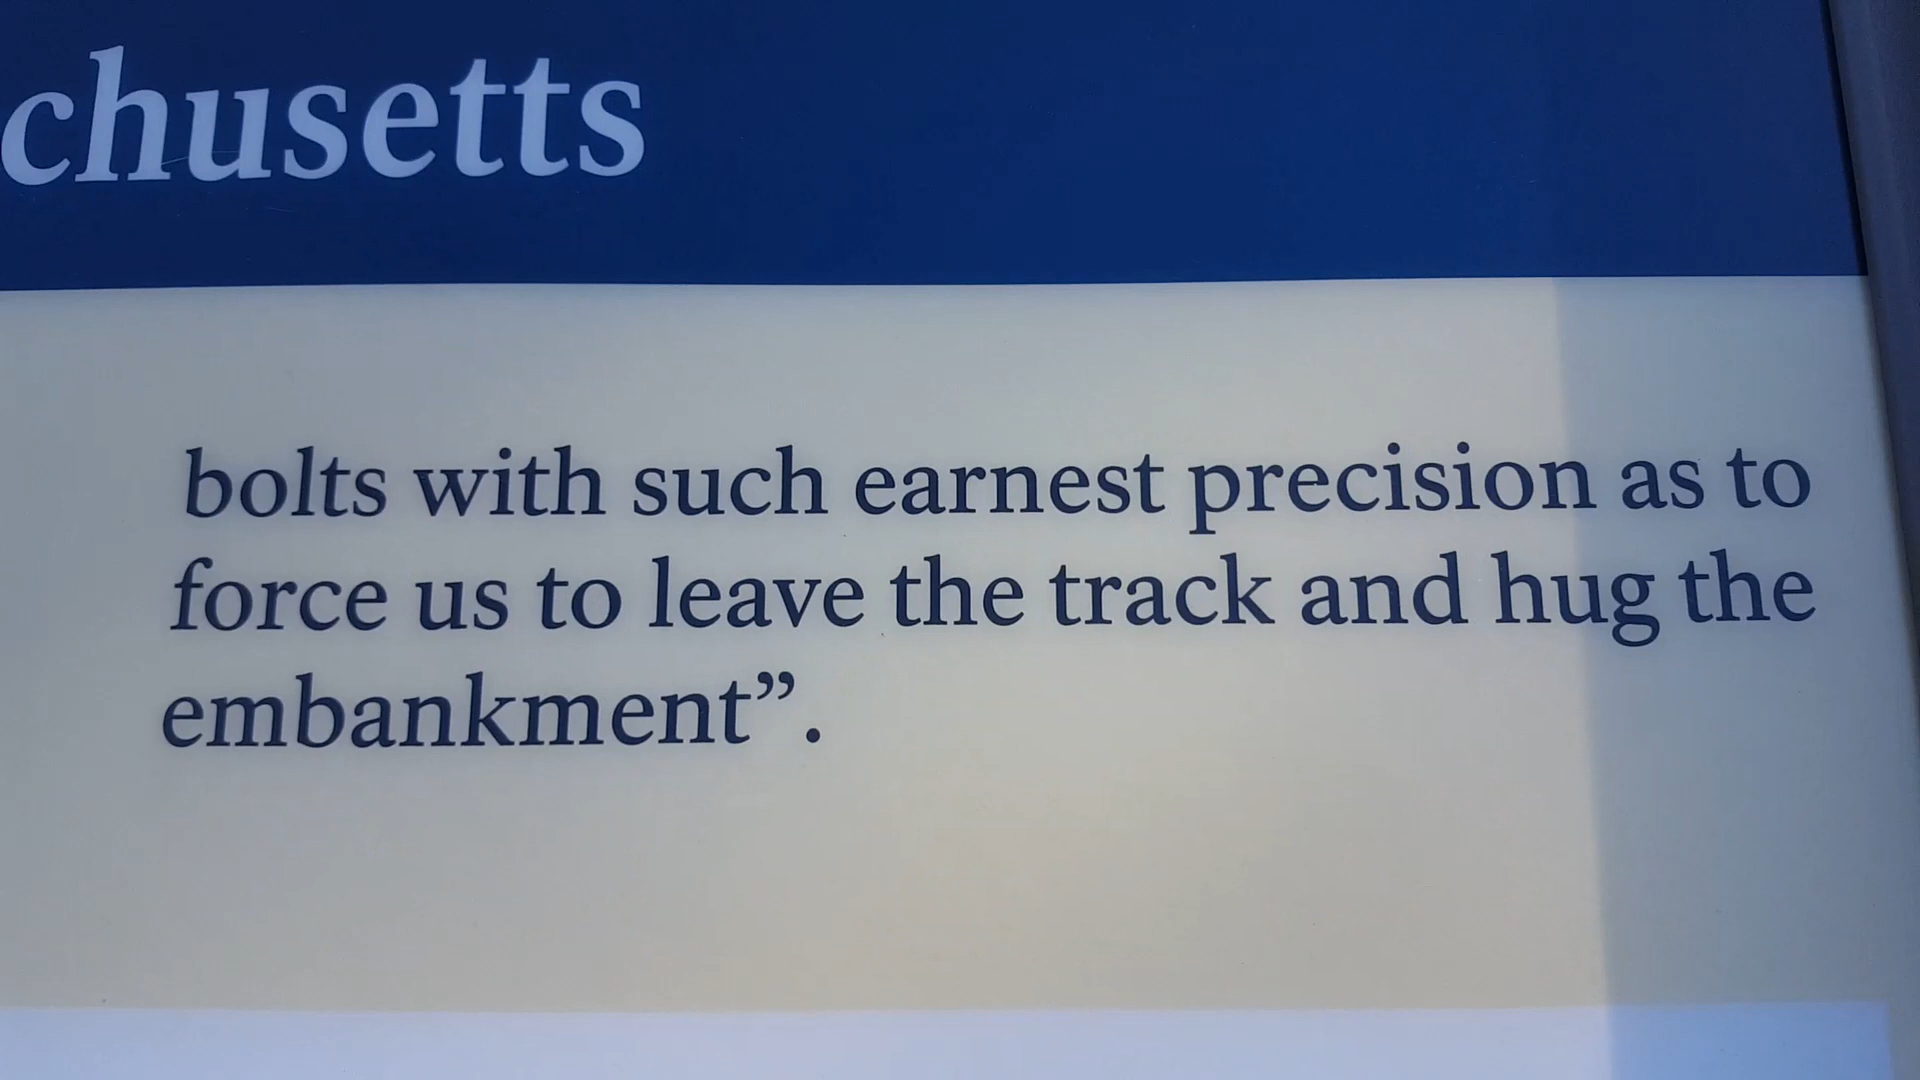 chusetts
bolts with such earnest precision as to
force us to leave the track and hug the
embankment”.